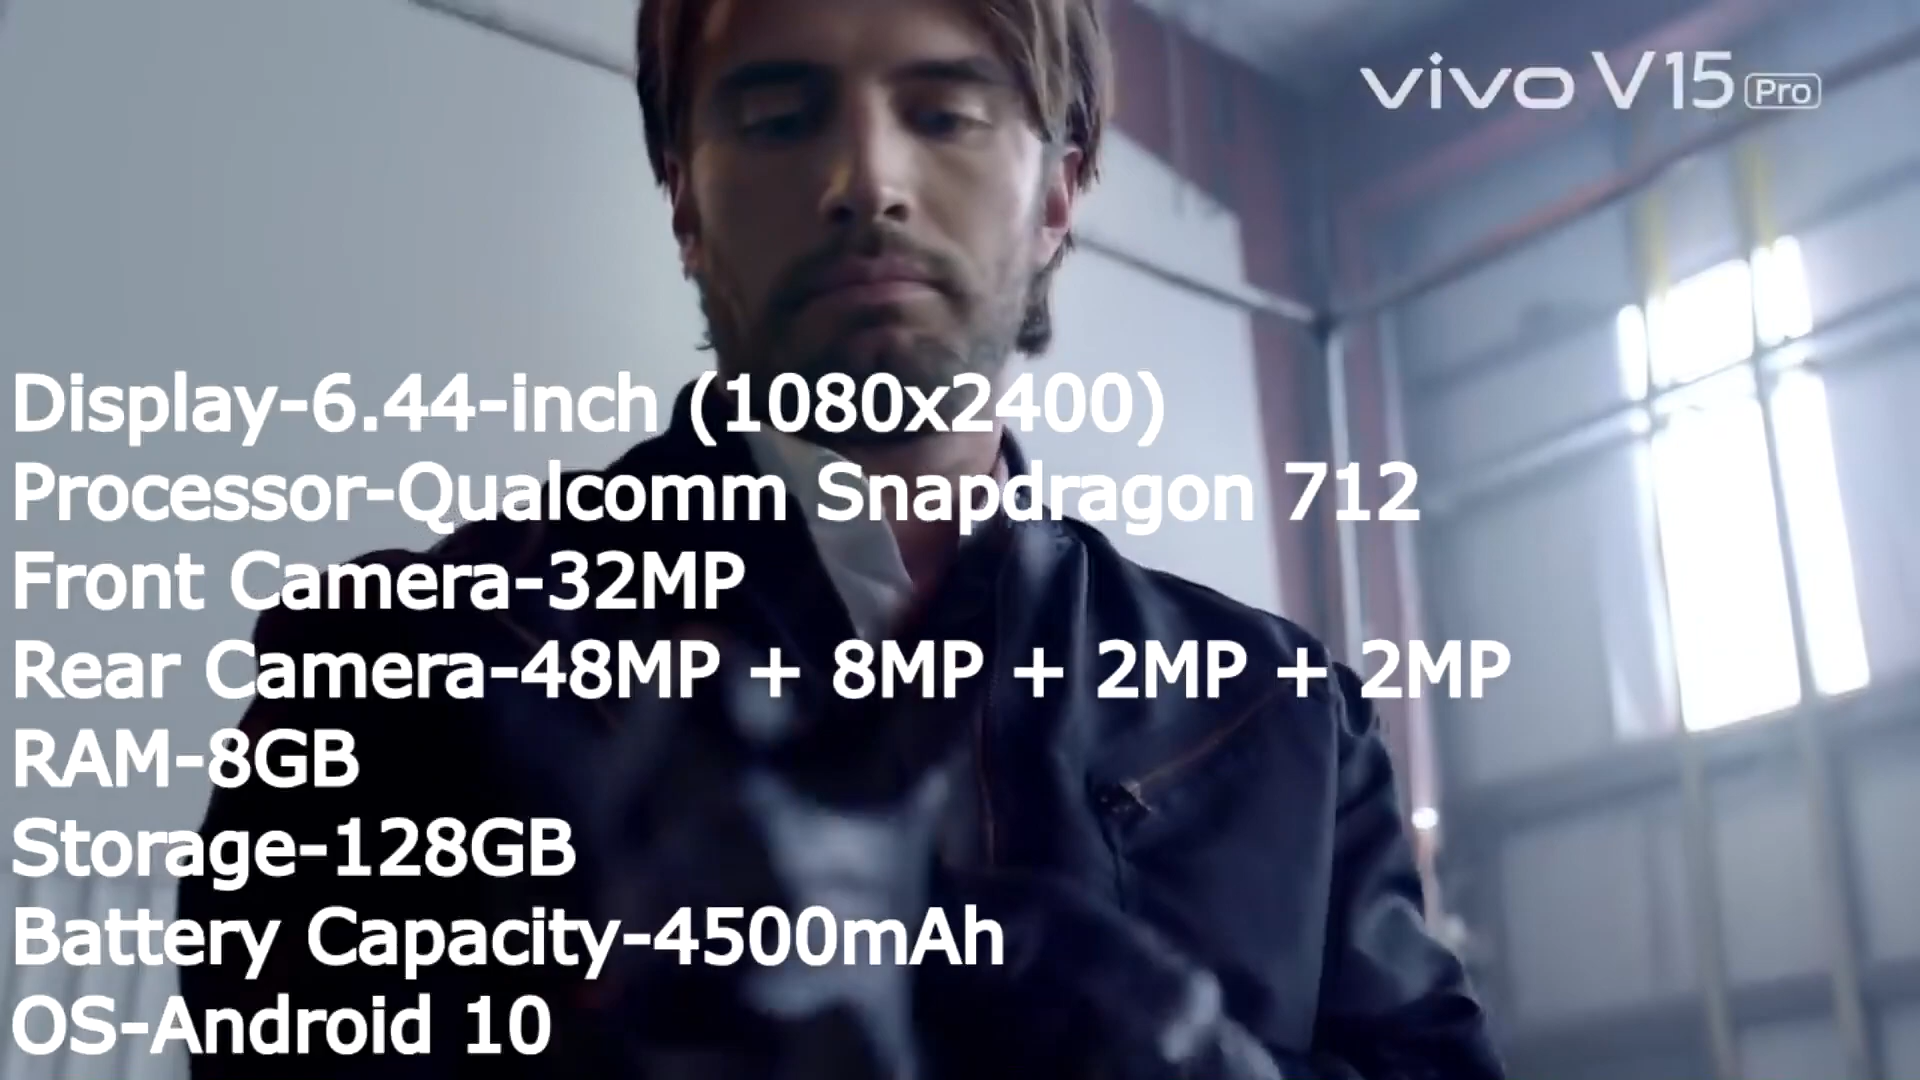 vivo V15 Pro
Display-6.44-inch (1080x2400)
Processor-Qualcomm Snapdragon 712
Front Camera-32MP
Rear Camera-48MP + 8MP + 2MP + 2MP
RAM-8GB
Storage-128GB
Battery Capacity-4500mAh
OS-Android 10